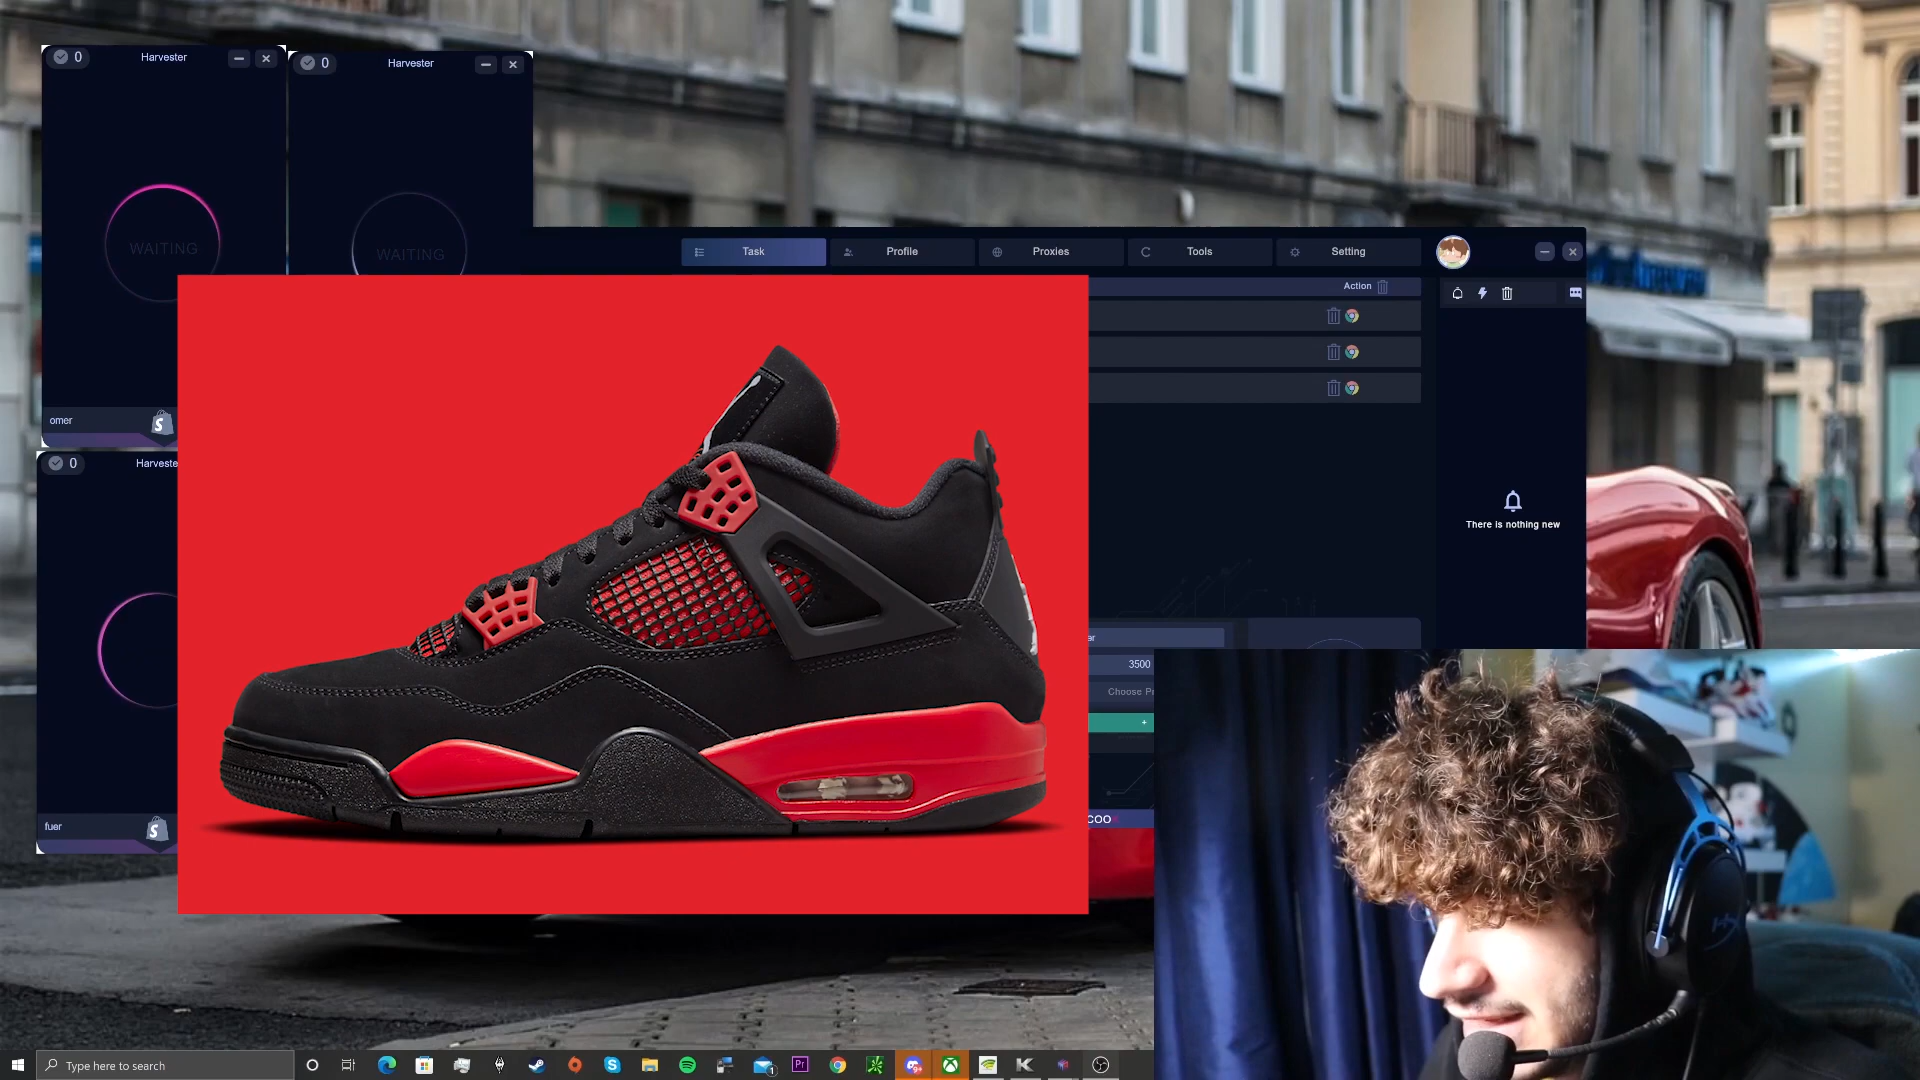 0 Harvester
0 Harvester
WAITING
WAITING
Task
Profile
Proxies
Tools
Setting
Action
There is nothing new
omer
0
3500
fuer
Type here to search